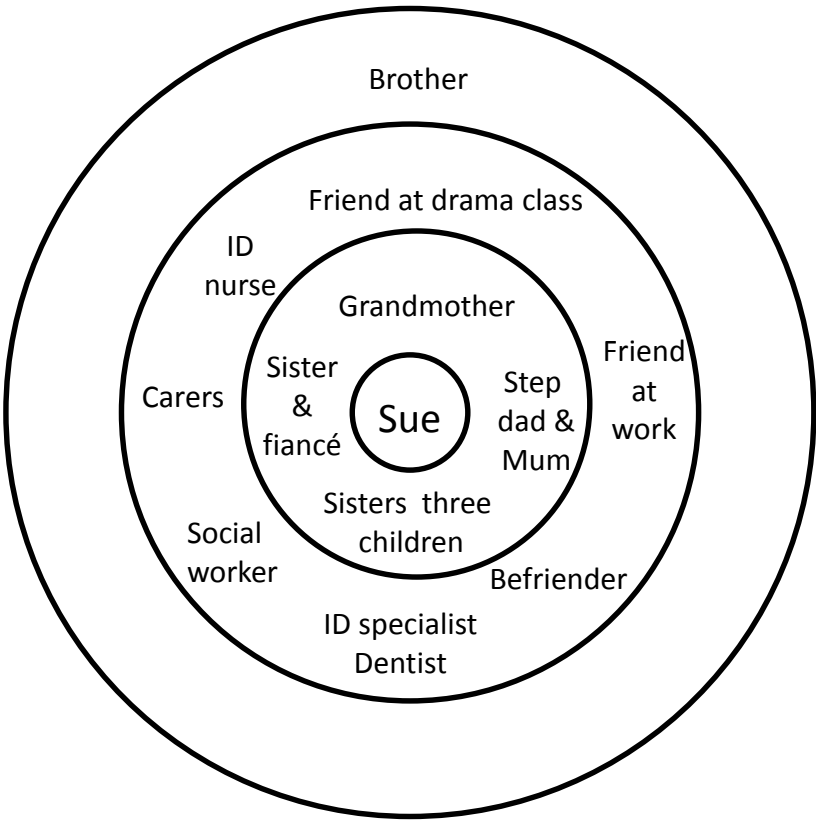 Brother
Friend at drama class
ID
nurse
Grandmother
Friend
at
work
Sister
&
fiancé
Step
dad &
Mum
Carers
Sue
Sisters three
children
Social
worker
Befriender
ID specialist
Dentist